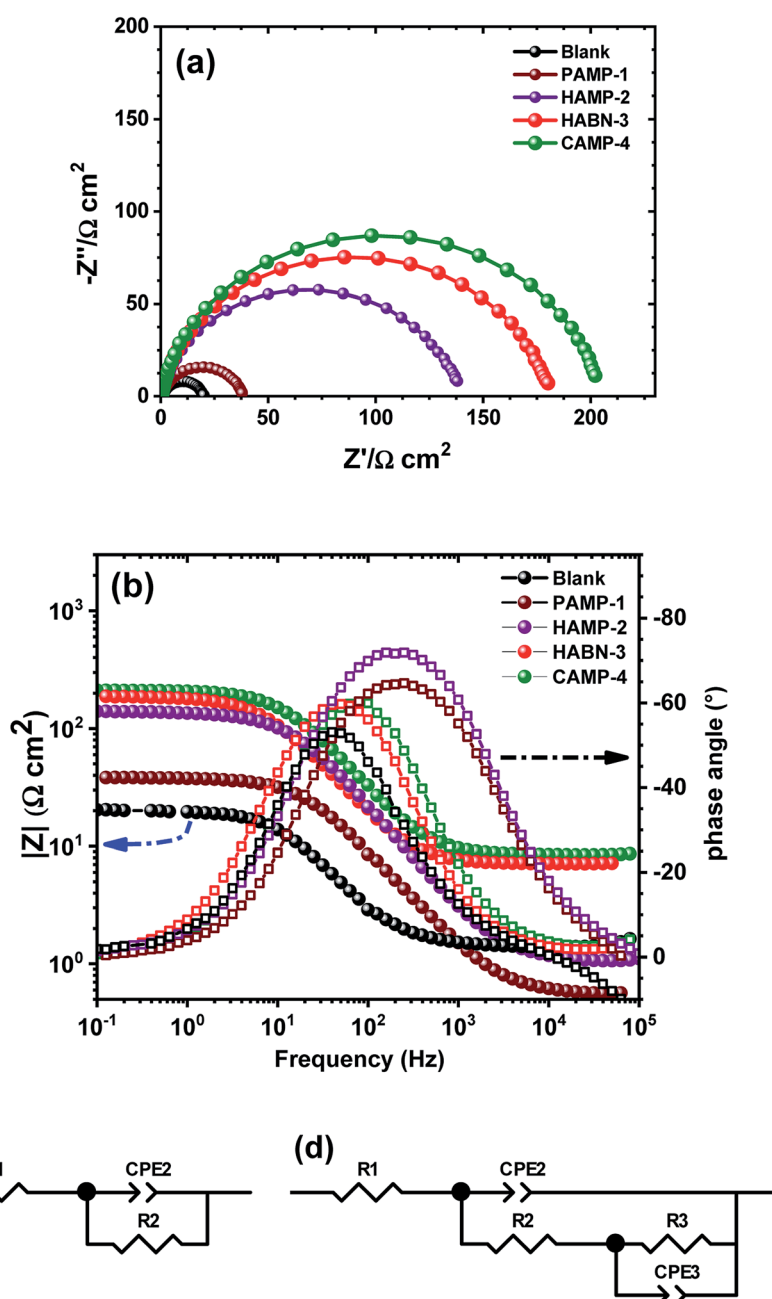 200
(a)
Blank
PAMP-1
HAMP-2
HABN-3
CAMP-4
150
100
50
0
-Z''/Ω cm²
0 50 100 150 200
Z'/Ω cm²
(b)
Blank
PAMP-1
HAMP-2
HABN-3
CAMP-4
10³
10²
10¹
10⁰
|Z| (Ω cm²)
-80
-60
-40
-20
0
phase angle (°)
10⁻¹ 10⁰ 10¹ 10² 10³ 10⁴ 10⁵
Frequency (Hz)
(d)
CPE2
R2
R1 CPE2
R2 R3
CPE3